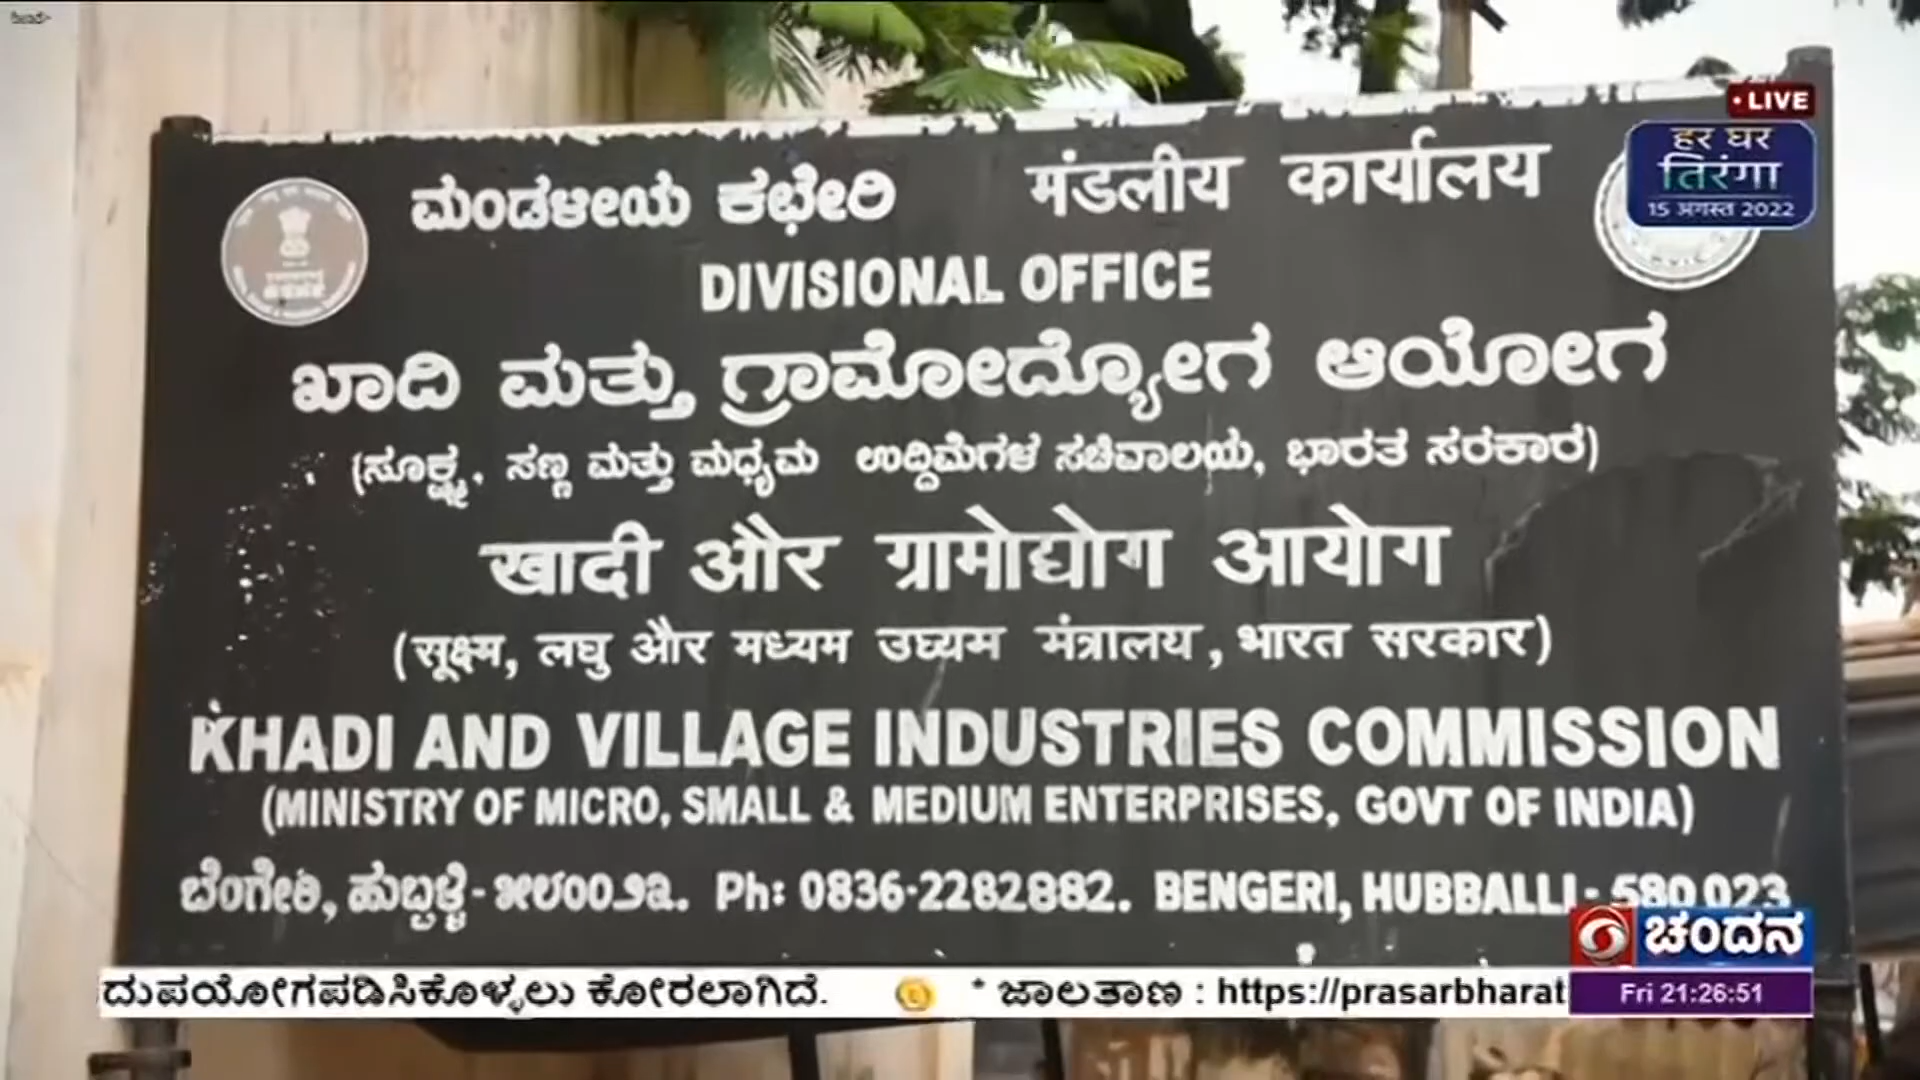 LIVE
हर घर
तिरंगा
15 अगस्त 2022
ಮಂಡಳೀಯ ಕಛೇರಿ मंडलीय कार्यालय
DIVISIONAL OFFICE
ಖಾದಿ ಮತ್ತು ಗ್ರಾಮೋದ್ಯೋಗ ಆಯೋಗ
(ಸೂಕ್ಷ್ಮ, ಸಣ್ಣ ಮತ್ತು ಮಧ್ಯಮ ಉದ್ದಿಮೆಗಳ ಸಚಿವಾಲಯ, ಭಾರತ ಸರಕಾರ)
खादी और ग्रामोद्योग आयोग
(सूक्ष्म, लघु और मध्यम उघ्यम मंत्रालय, भारत सरकार)
KHADI AND VILLAGE INDUSTRIES COMMISSION
(MINISTRY OF MICRO, SMALL & MEDIUM ENTERPRISES, GOVT OF INDIA)
ಬೆಂಗೇರಿ, ಹುಬ್ಬಳ್ಳಿ - ೫೮೦೦೨೩. Ph: 0836-2282882. BENGERI, HUBBALLI - 580 023
ಚಂದನ
ದುಪಯೋಗಪಡಿಸಿಕೊಳ್ಳಲು ಕೋರಲಾಗಿದೆ. * ಜಾಲತಾಣ : https://prasarbharat
Fri 21:26:51